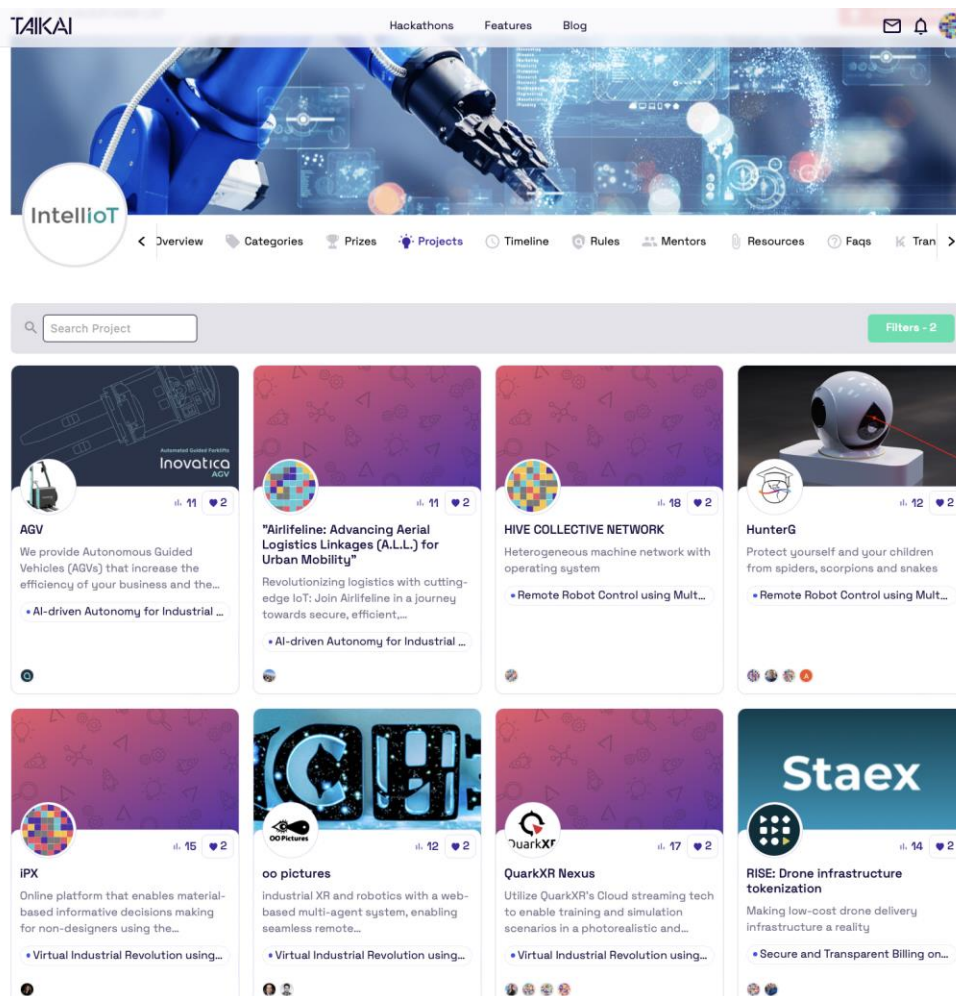 TAIKAI
Hackathons
Features
Blog
IntellIoT
Overview
Categories
Prizes
Projects
Timeline
Rules
Mentors
Resources
Faqs
Tran
Search Project
Filters - 2
Automated Guided Forklifts
Inovatica
AGV
11
2
AGV
We provide Autonomous Guided
Vehicles (AGVs) that increase the
efficiency of your business and the...
AI-driven Autonomy for Industrial ...
11
2
"Airlifeline: Advancing Aerial
Logistics Linkages (A.L.L.) for
Urban Mobility"
Revolutionizing logistics with cutting-
edge IoT: Join Airlifeline in a journey
towards secure, efficient,...
AI-driven Autonomy for Industrial ...
18
2
HIVE COLLECTIVE NETWORK
Heterogeneous machine network with
operating system
Remote Robot Control using Mult...
12
2
HunterG
Protect yourself and your children
from spiders, scorpions and snakes
Remote Robot Control using Mult...
A
15
2
iPX
Online platform that enables material-
based informative decisions making
for non-designers using the...
Virtual Industrial Revolution using...
OO Pictures
12
2
oo pictures
industrial XR and robotics with a web-
based multi-agent system, enabling
seamless remote...
Virtual Industrial Revolution using...
QuarkXR
17
2
QuarkXR Nexus
Utilize QuarkXR's Cloud streaming tech
to enable training and simulation
scenarios in a photorealistic and...
Virtual Industrial Revolution using...
Staex
14
2
RISE: Drone infrastructure
tokenization
Making low-cost drone delivery
infrastructure a reality
Secure and Transparent Billing on...